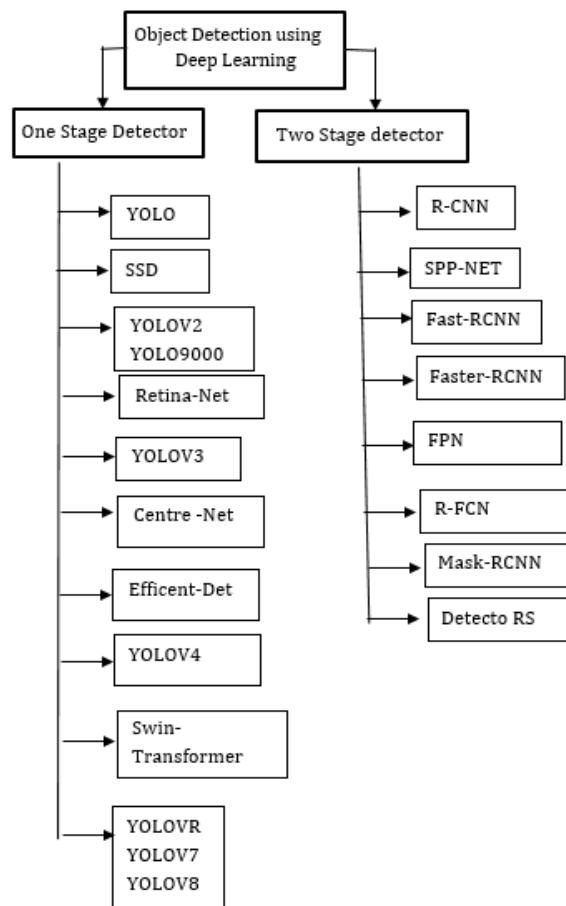 Object Detection using
Deep Learning
One Stage Detector
YOLO
SSD
YOLOV2
YOLO9000
Retina-Net
YOLOV3
Centre -Net
Efficent-Det
YOLOV4
Swin-
Transformer
YOLOVR
YOLOV7
YOLOV8
Two Stage detector
R-CNN
SPP-NET
Fast-RCNN
Faster-RCNN
FPN
R-FCN
Mask-RCNN
Detecto RS